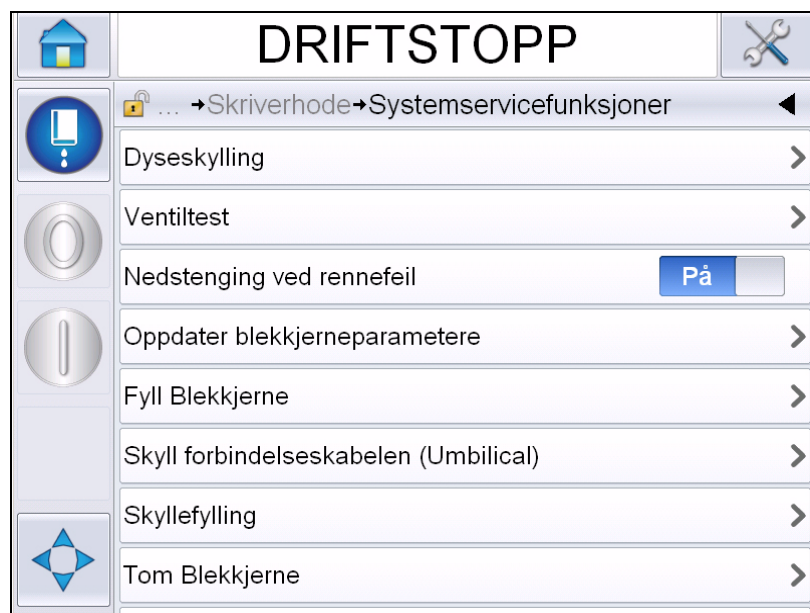 DRIFTSTOPP
... →Skriverhode→Systemservicefunksjoner
Dyseskylling
Ventiltest
Nedstenging ved rennefeil På
Oppdater blekkjerneparametere
Fyll Blekkjerne
Skyll forbindelseskabelen (Umbilical)
Skyllefylling
Tom Blekkjerne